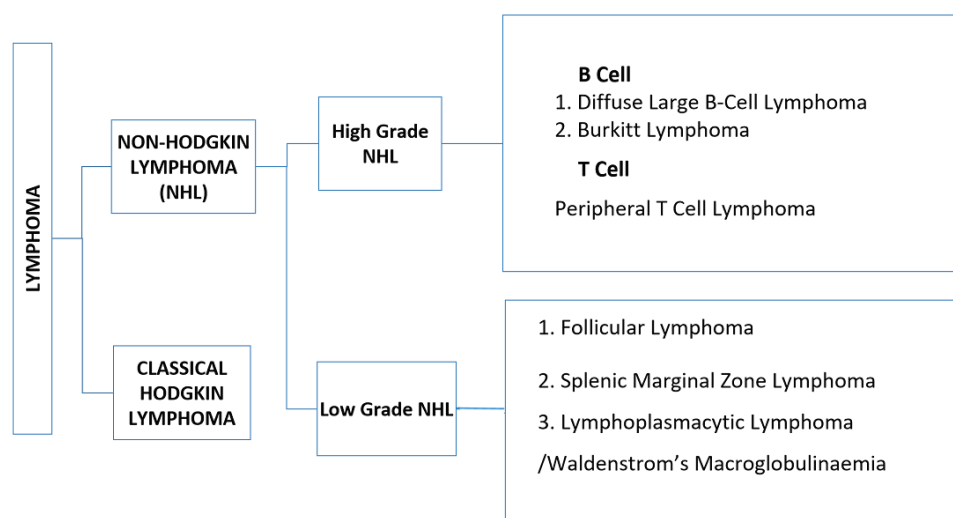 LYMPHOMA
NON-HODGKIN
LYMPHOMA
(NHL)
CLASSICAL
HODGKIN
LYMPHOMA
High Grade
NHL
Low Grade NHL
B Cell
1. Diffuse Large B-Cell Lymphoma
2. Burkitt Lymphoma
T Cell
Peripheral T Cell Lymphoma
1. Follicular Lymphoma
2. Splenic Marginal Zone Lymphoma
3. Lymphoplasmacytic Lymphoma
/Waldenstrom’s Macroglobulinaemia